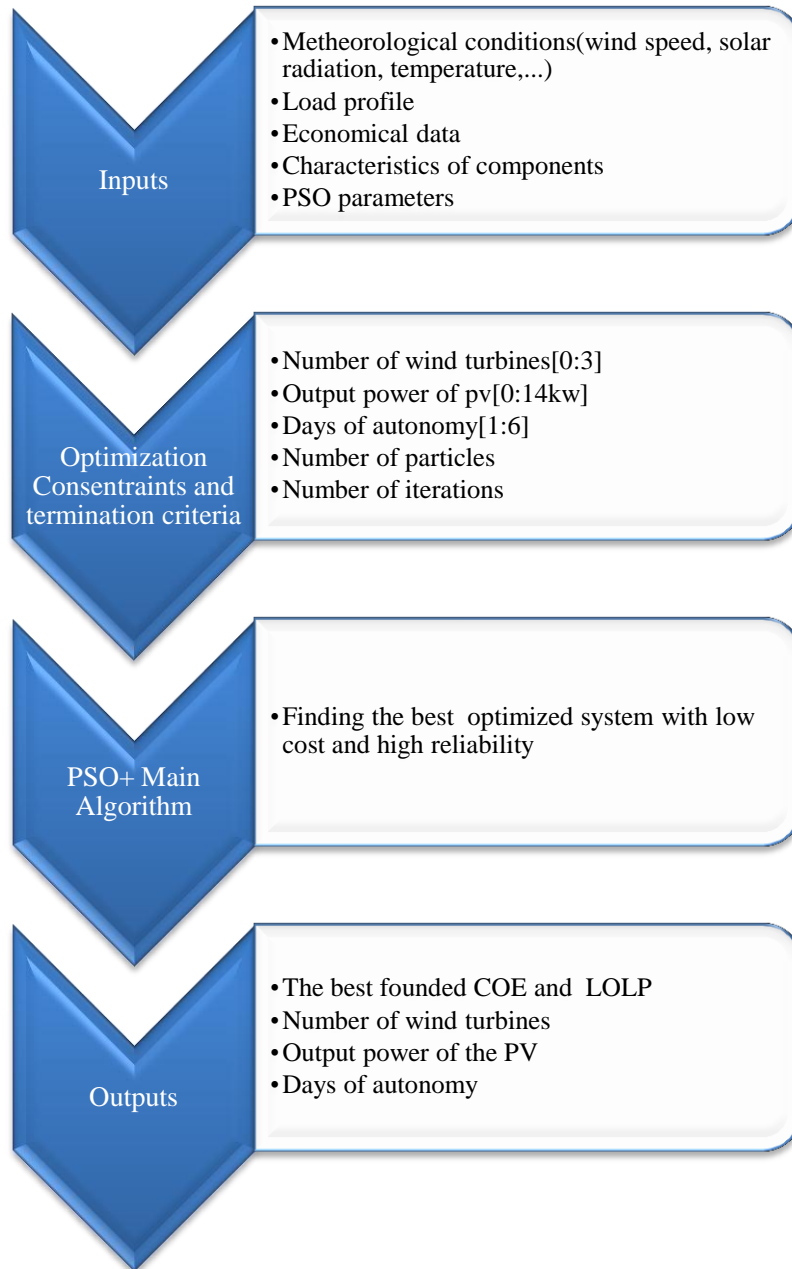 Inputs
•Metheorological conditions(wind speed, solar
radiation, temperature,...)
•Load profile
•Economical data
•Characteristics of components
•PSO parameters
Optimization
Consentraints and
termination criteria
•Number of wind turbines[0:3]
•Output power of pv[0:14kw]
•Days of autonomy[1:6]
•Number of particles
•Number of iterations
PSO+ Main
Algorithm
•Finding the best optimized system with low
cost and high reliability
Outputs
•The best founded COE and LOLP
•Number of wind turbines
•Output power of the PV
•Days of autonomy